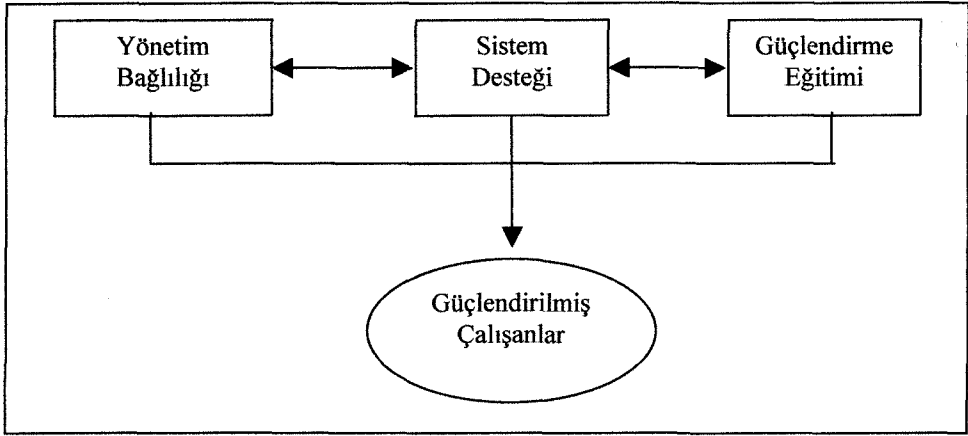 Yönetim
Bağlılığı
Sistem
Desteği
Güçlendirme
Eğitimi
Güçlendirilmiş
Çalışanlar